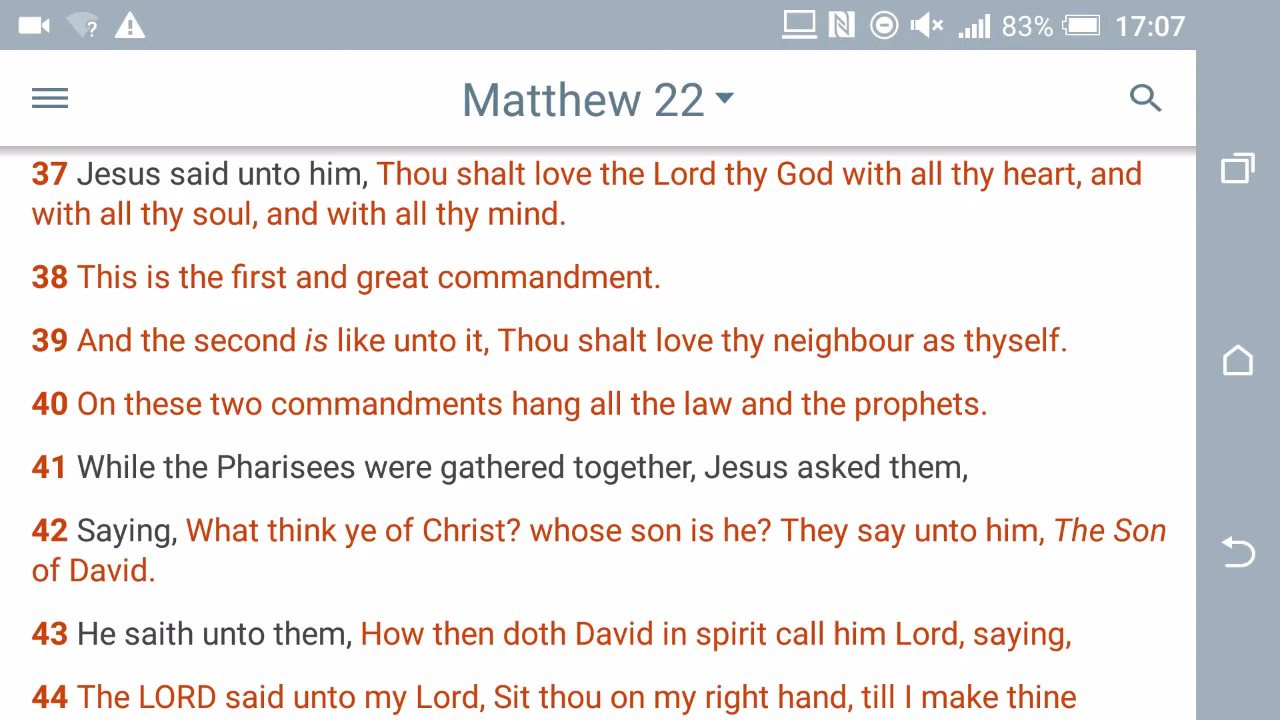 83% 17:07
Matthew 22
37 Jesus said unto him, Thou shalt love the Lord thy God with all thy heart, and
with all thy soul, and with all thy mind.
38 This is the first and great commandment.
39 And the second is like unto it, Thou shalt love thy neighbour as thyself.
40 On these two commandments hang all the law and the prophets.
41 While the Pharisees were gathered together, Jesus asked them,
42 Saying, What think ye of Christ? whose son is he? They say unto him, The Son
of David.
43 He saith unto them, How then doth David in spirit call him Lord, saying,
44 The LORD said unto my Lord, Sit thou on my right hand, till I make thine